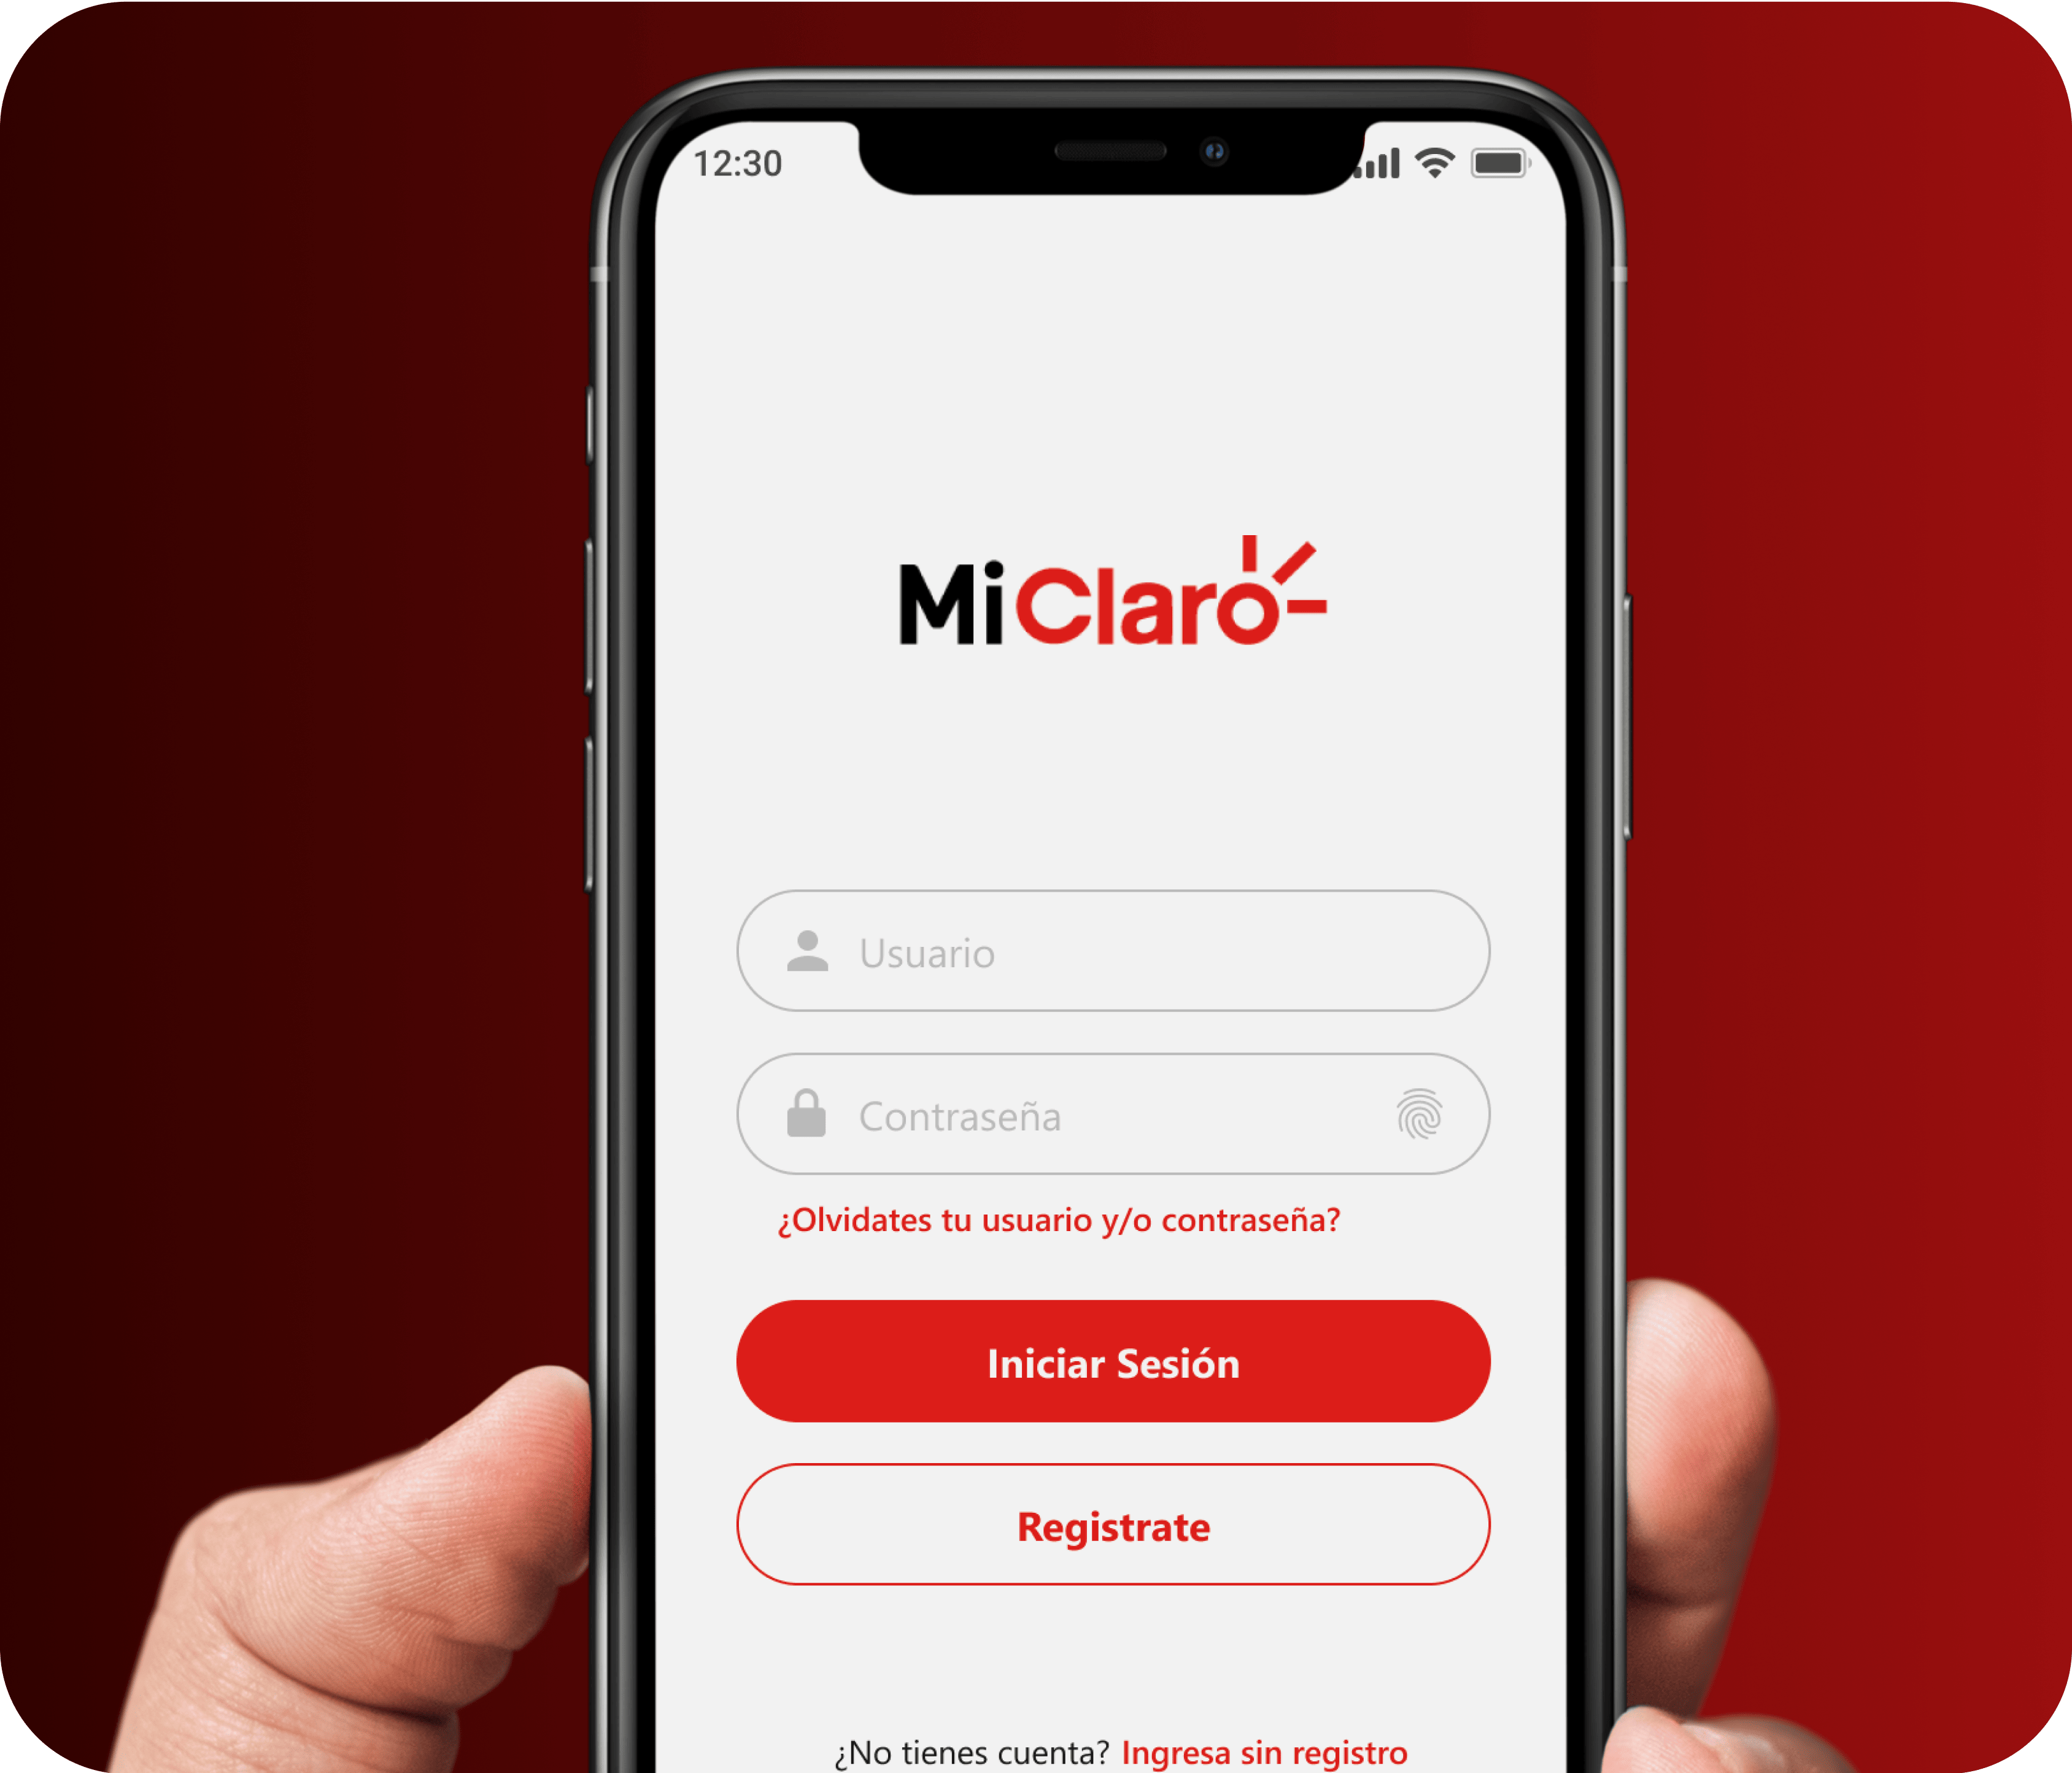 12:30
MiClaro
Usuario
Contraseña
¿Olvidates tu usuario y/o contraseña?
Iniciar Sesión
Registrate
¿No tienes cuenta? Ingresa sin registro